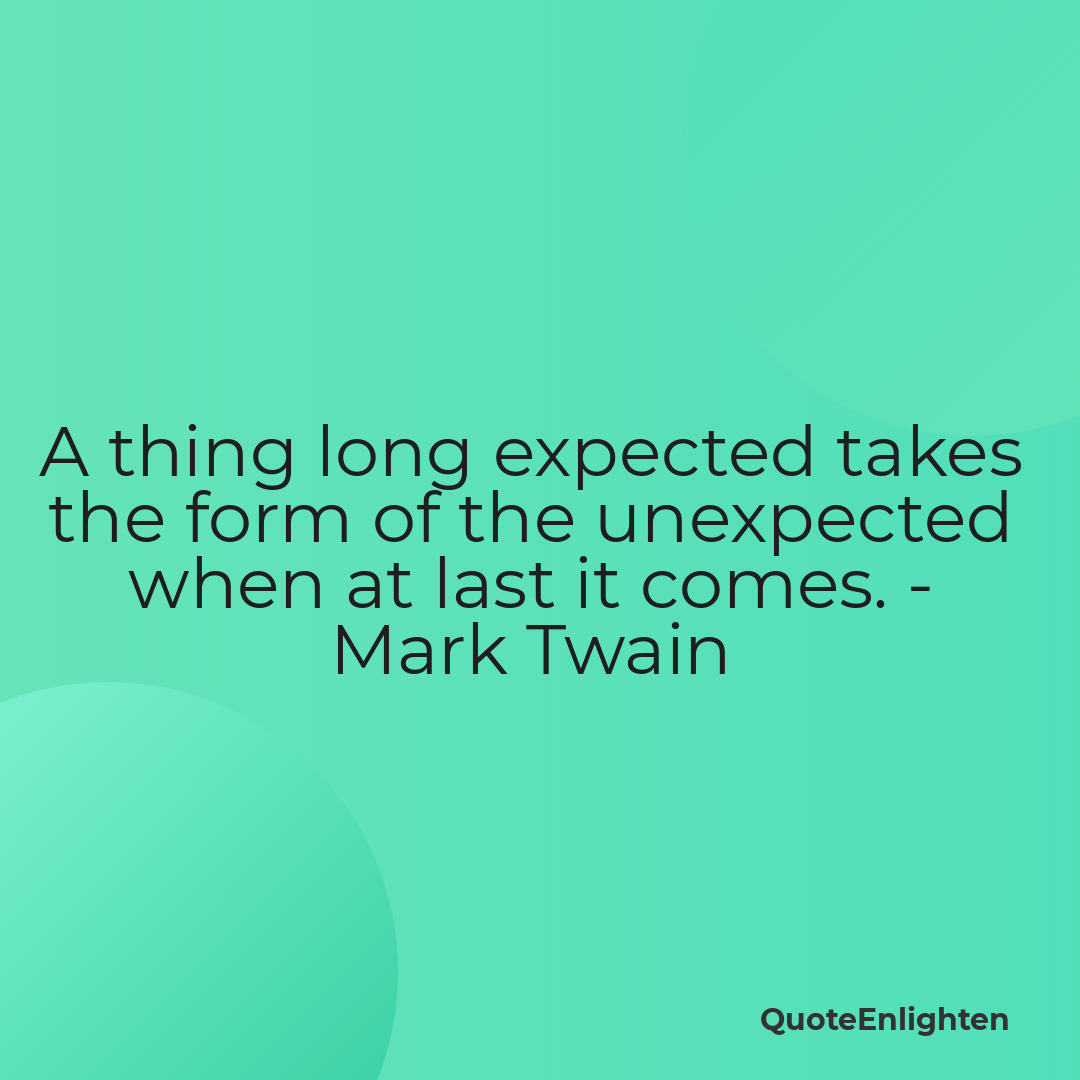 A thing long expected takes
the form of the unexpected
when at last it comes. -
Mark Twain
QuoteEnlighten